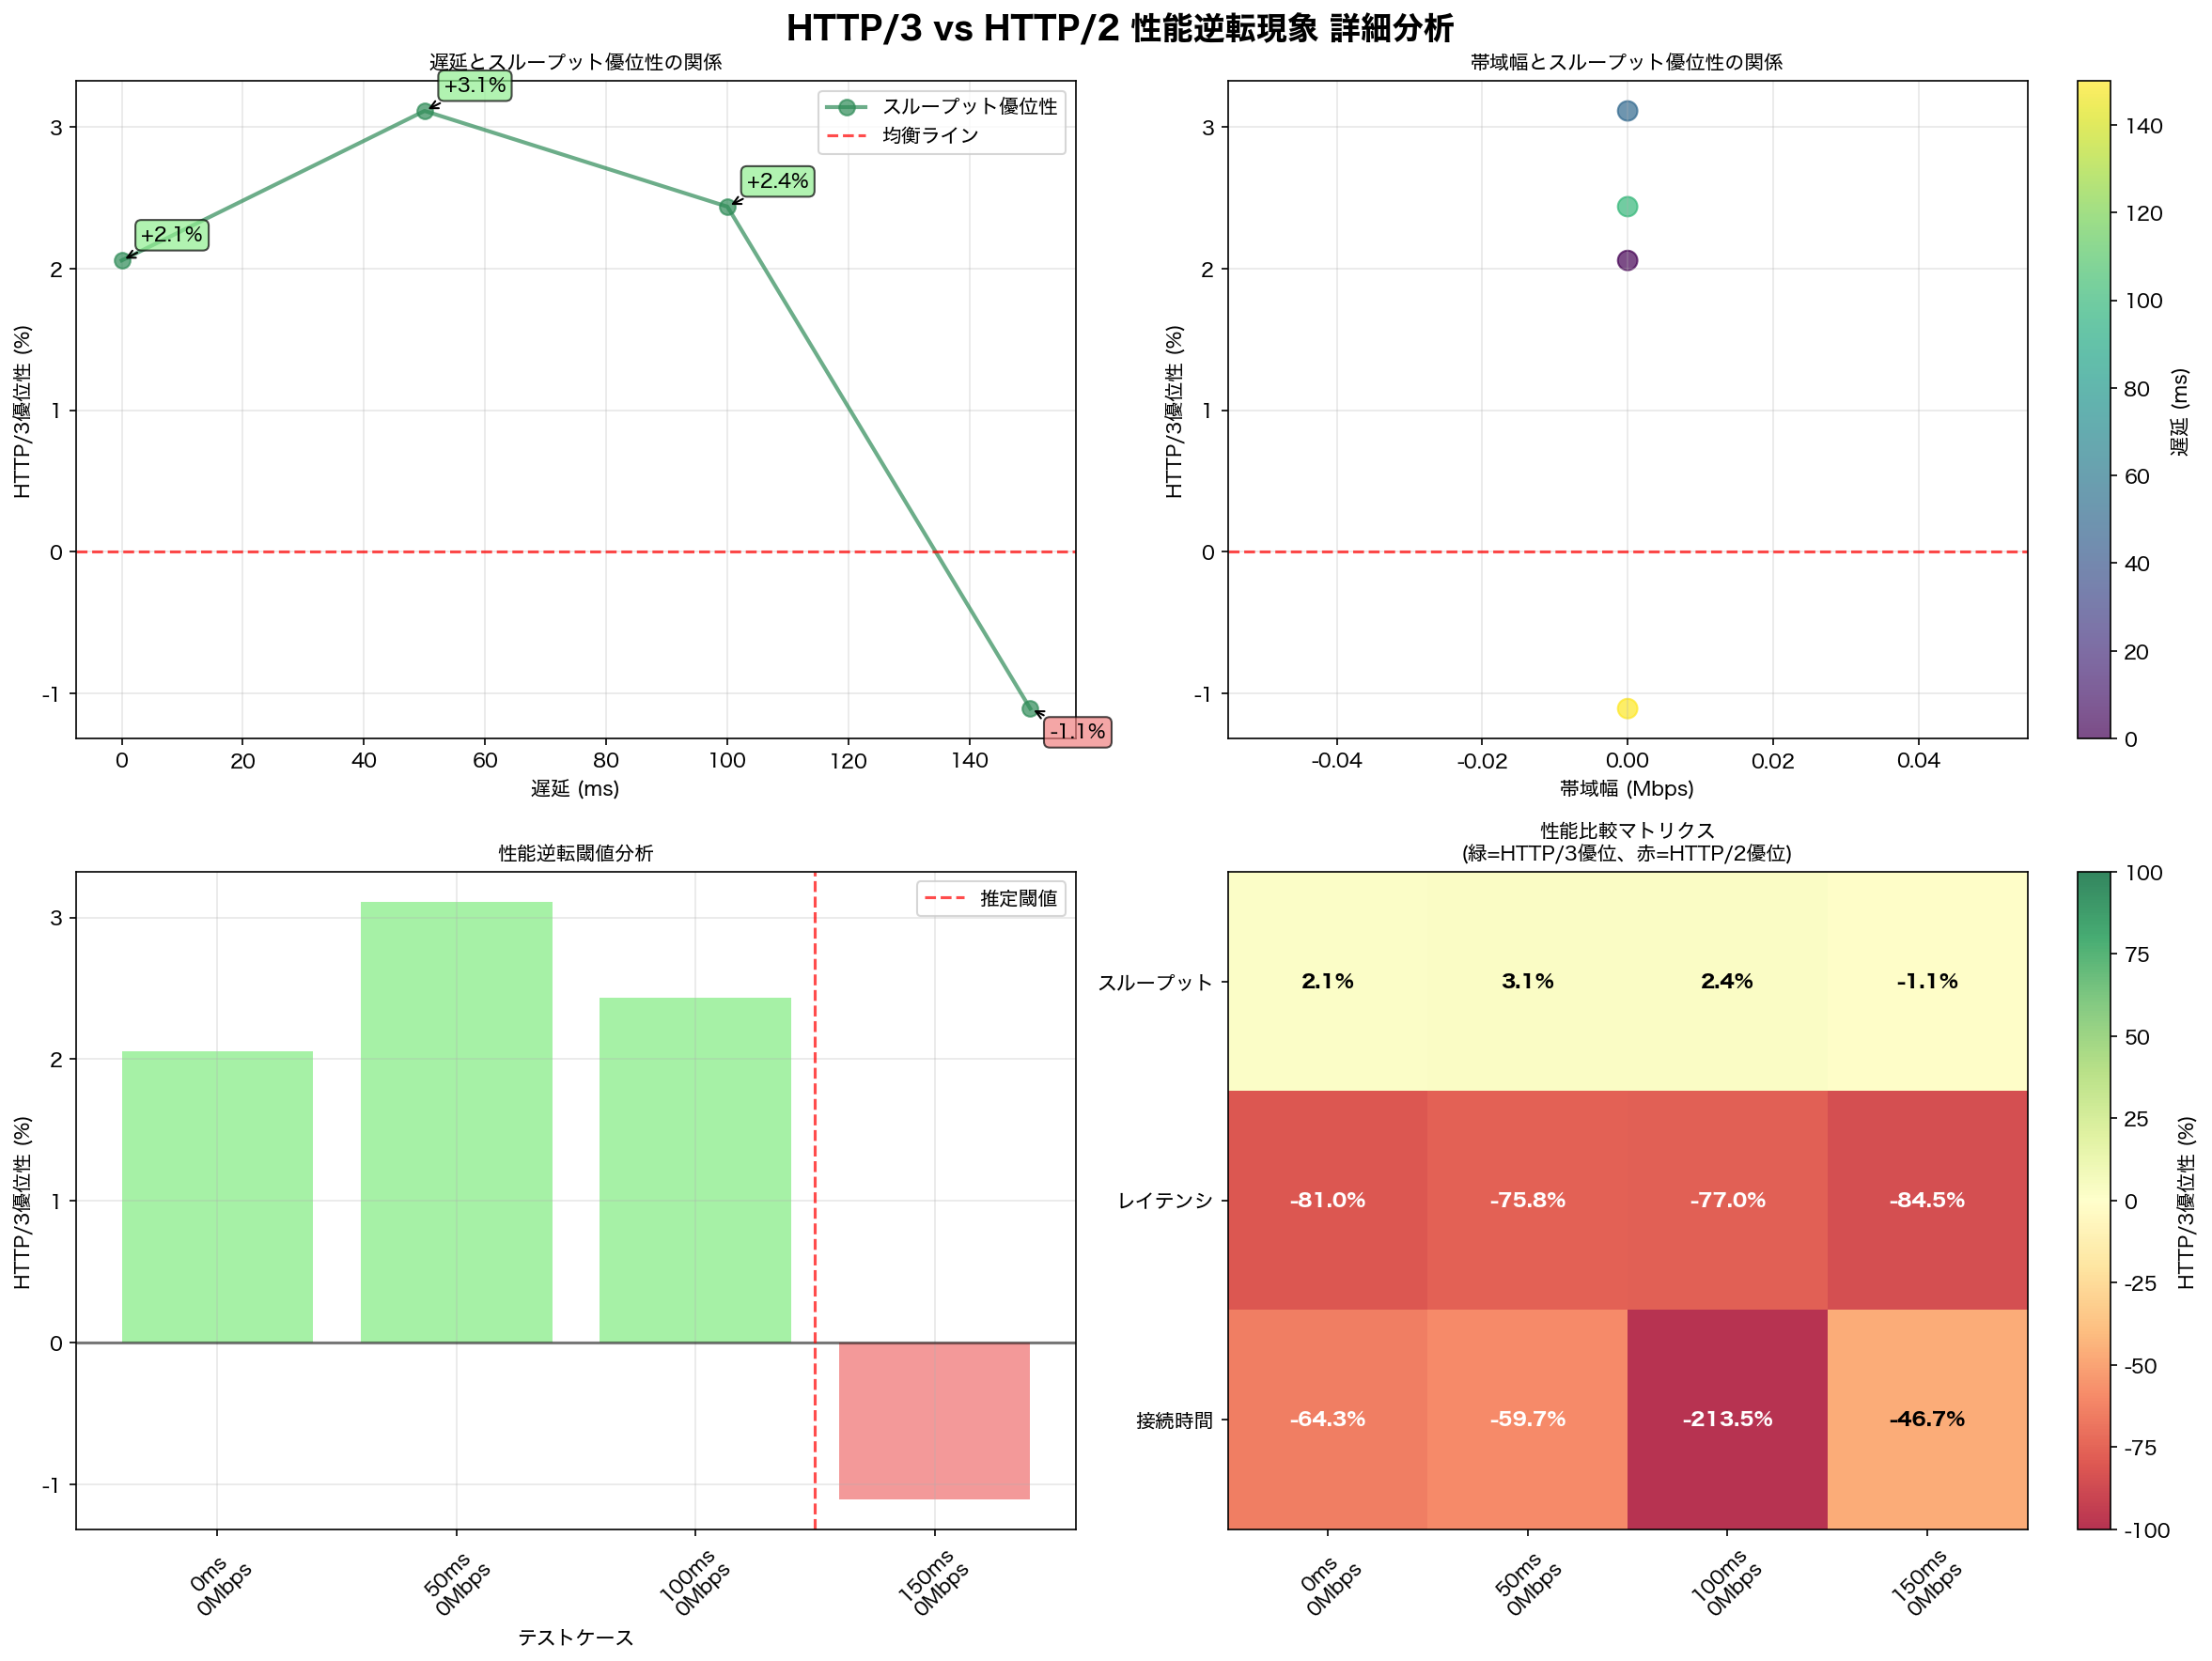 HTTP/3 vs HTTP/2 性能逆転現象 詳細分析
遅延とスループット優位性の関係
+3.1%
+2.1%
+2.4%
-1.1%
スループット優位性
均衡ライン
HTTP/3優位性 (%)
3
2
1
0
-1
0 20 40 60 80 100 120 140
遅延 (ms)
帯域幅とスループット優位性の関係
HTTP/3優位性 (%)
3
2
1
0
-1
-0.04 -0.02 0.00 0.02 0.04
帯域幅 (Mbps)
140
120
100
80
60
40
20
0
遅延 (ms)
性能逆転閾値分析
推定閾値
HTTP/3優位性 (%)
3
2
1
0
-1
0ms
0Mbps
50ms
0Mbps
100ms
0Mbps
150ms
0Mbps
テストケース
性能比較マトリクス
(緑=HTTP/3優位、赤=HTTP/2優位)
スループット 2.1% 3.1% 2.4% -1.1%
レイテンシ -81.0% -75.8% -77.0% -84.5%
接続時間 -64.3% -59.7% -213.5% -46.7%
0ms
0Mbps
50ms
0Mbps
100ms
0Mbps
150ms
0Mbps
100
75
50
25
0
-25
-50
-75
-100
HTTP/3優位性 (%)